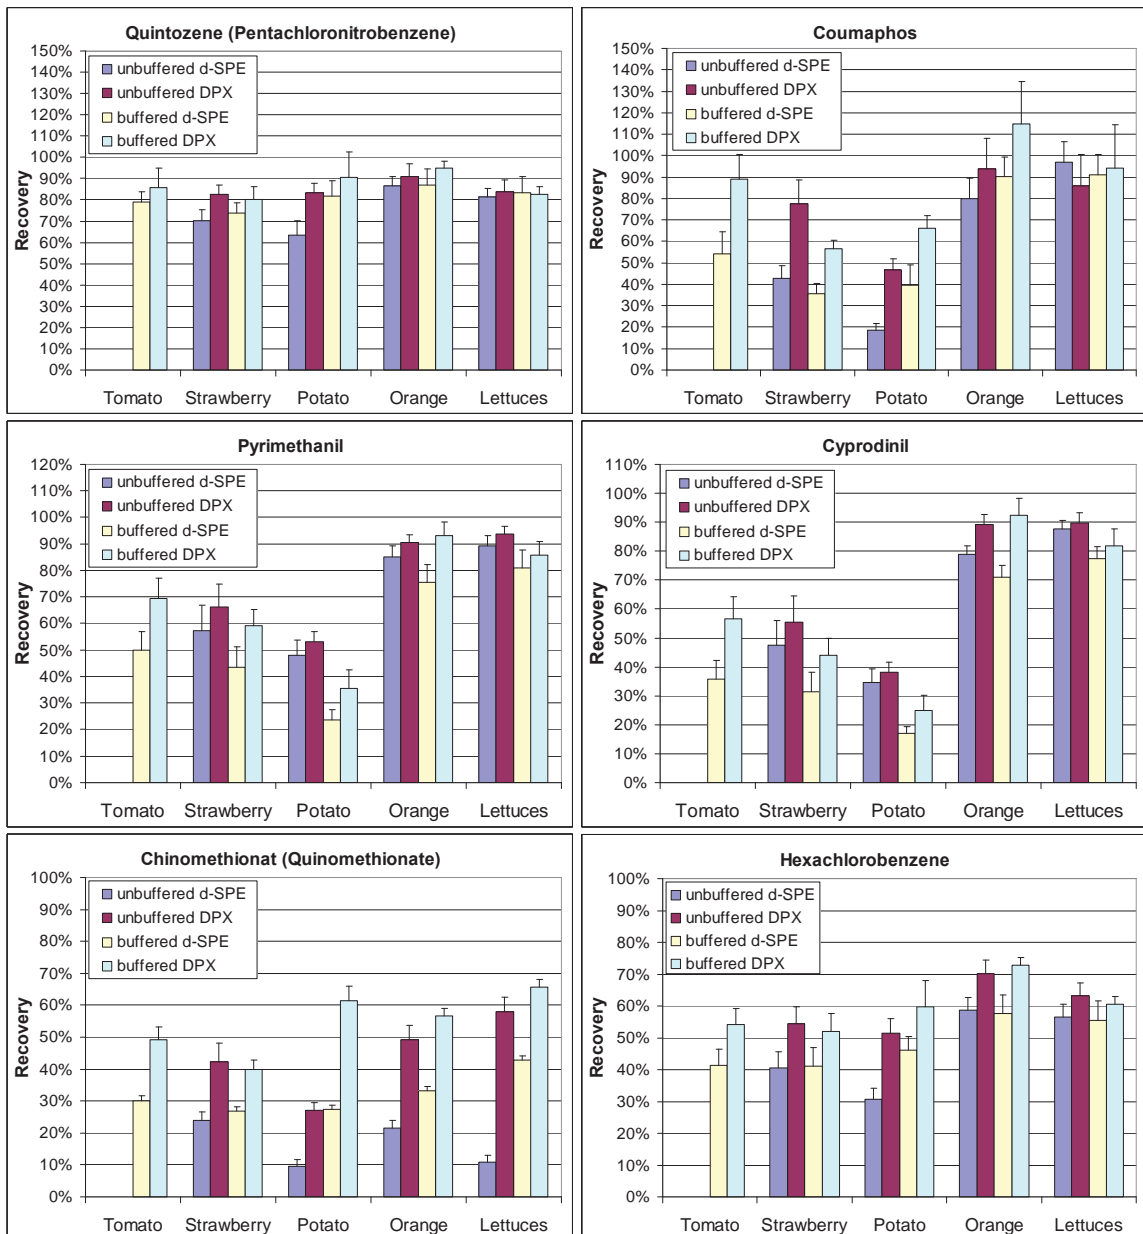 Quintozene (Pentachloronitrobenzene)
150%
140%
130%
120%
110%
100%
90%
80%
70%
60%
50%
40%
30%
20%
10%
0%
Recovery
unbuffered d-SPE
unbuffered DPX
buffered d-SPE
buffered DPX
Tomato Strawberry Potato Orange Lettuces
Coumaphos
150%
140%
130%
120%
110%
100%
90%
80%
70%
60%
50%
40%
30%
20%
10%
0%
Recovery
unbuffered d-SPE
unbuffered DPX
buffered d-SPE
buffered DPX
Tomato Strawberry Potato Orange Lettuces
Pyrimethanil
120%
110%
100%
90%
80%
70%
60%
50%
40%
30%
20%
10%
0%
Recovery
unbuffered d-SPE
unbuffered DPX
buffered d-SPE
buffered DPX
Tomato Strawberry Potato Orange Lettuces
Cyprodinil
110%
100%
90%
80%
70%
60%
50%
40%
30%
20%
10%
0%
Recovery
unbuffered d-SPE
unbuffered DPX
buffered d-SPE
buffered DPX
Tomato Strawberry Potato Orange Lettuces
Chinomethionat (Quinomethionate)
100%
90%
80%
70%
60%
50%
40%
30%
20%
10%
0%
Recovery
unbuffered d-SPE
unbuffered DPX
buffered d-SPE
buffered DPX
Tomato Strawberry Potato Orange Lettuces
Hexachlorobenzene
100%
90%
80%
70%
60%
50%
40%
30%
20%
10%
0%
Recovery
unbuffered d-SPE
unbuffered DPX
buffered d-SPE
buffered DPX
Tomato Strawberry Potato Orange Lettuces